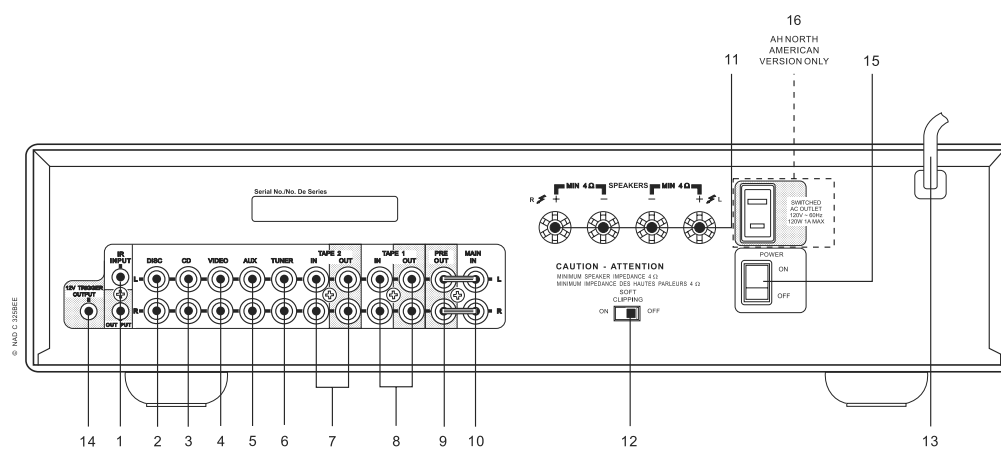 16
AH NORTH
AMERICAN
VERSION ONLY
11
15
Serial No./No. De Series
R + MIN 4 Ω - SPEAKERS - MIN 4 Ω + L
SWITCHED
AC OUTLET
120V ~ 60Hz
120W 1A MAX
POWER
ON
OFF
CAUTION - ATTENTION
MINIMUM SPEAKER IMPEDANCE 4 Ω
MINIMUM IMPEDANCE DES HAUTES PARLEURS 4 Ω
SOFT
CLIPPING
ON OFF
IR
INPUT
DISC CD VIDEO AUX TUNER
TAPE 2
IN OUT
TAPE 1
IN OUT
PRE
OUT
MAIN
IN
L L
12V TRIGGER
OUTPUT
R R
OUT PUT
© NAD C 325BEE
14 1 2 3 4 5 6 7 8 9 10 12 13